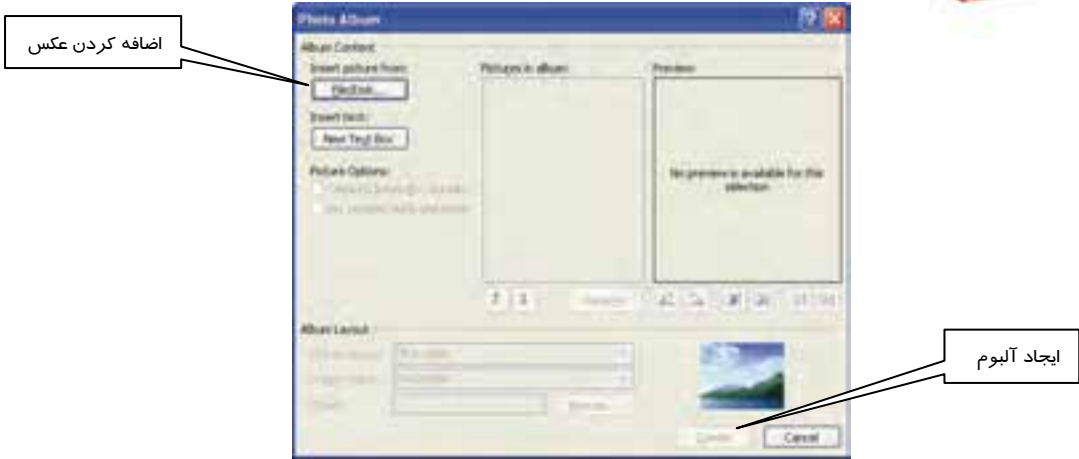 Photo Album
اضافه کردن عکس
Album Content
Insert picture from:
File/Disk...
Insert text:
New Text Box
Picture Options:
Pictures in album:
Preview:
No preview is available for this
selection
Album Layout
ایجاد آلبوم
Create
Cancel